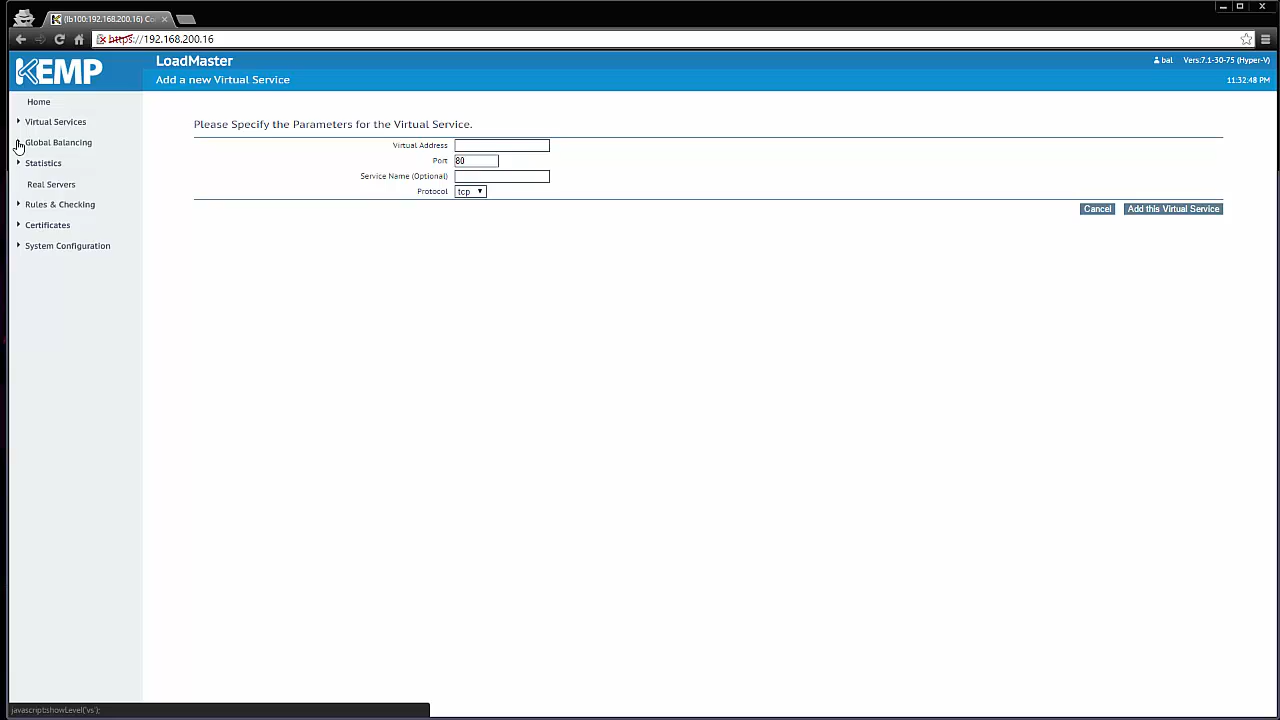 (lb100:192.168.200.16) Co
https://192.168.200.16
KEMP
LoadMaster
bal Vers:7.1-30-75 (Hyper-V)
Add a new Virtual Service
11:32:48 PM
Home
Virtual Services
Global Balancing
Statistics
Real Servers
Rules & Checking
Certificates
System Configuration
Please Specify the Parameters for the Virtual Service.
Virtual Address
Port 80
Service Name (Optional)
Protocol tcp
Cancel Add this Virtual Service
javascript:showLevel('vs');